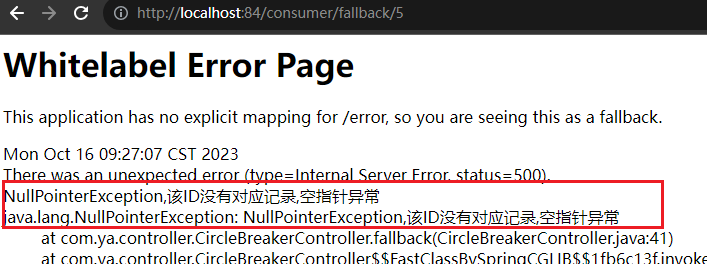 http://localhost:84/consumer/fallback/5
Whitelabel Error Page
This application has no explicit mapping for /error, so you are seeing this as a fallback.
Mon Oct 16 09:27:07 CST 2023
There was an unexpected error (type=Internal Server Error, status=500).
NullPointerException,该ID没有对应记录,空指针异常
java.lang.NullPointerException: NullPointerException,该ID没有对应记录,空指针异常
at com.ya.controller.CircleBreakerController.fallback(CircleBreakerController.java:41)
at com.ya.controller.CircleBreakerController$$FastClassBySpringCGLIB$$1fb6c13f.invoke